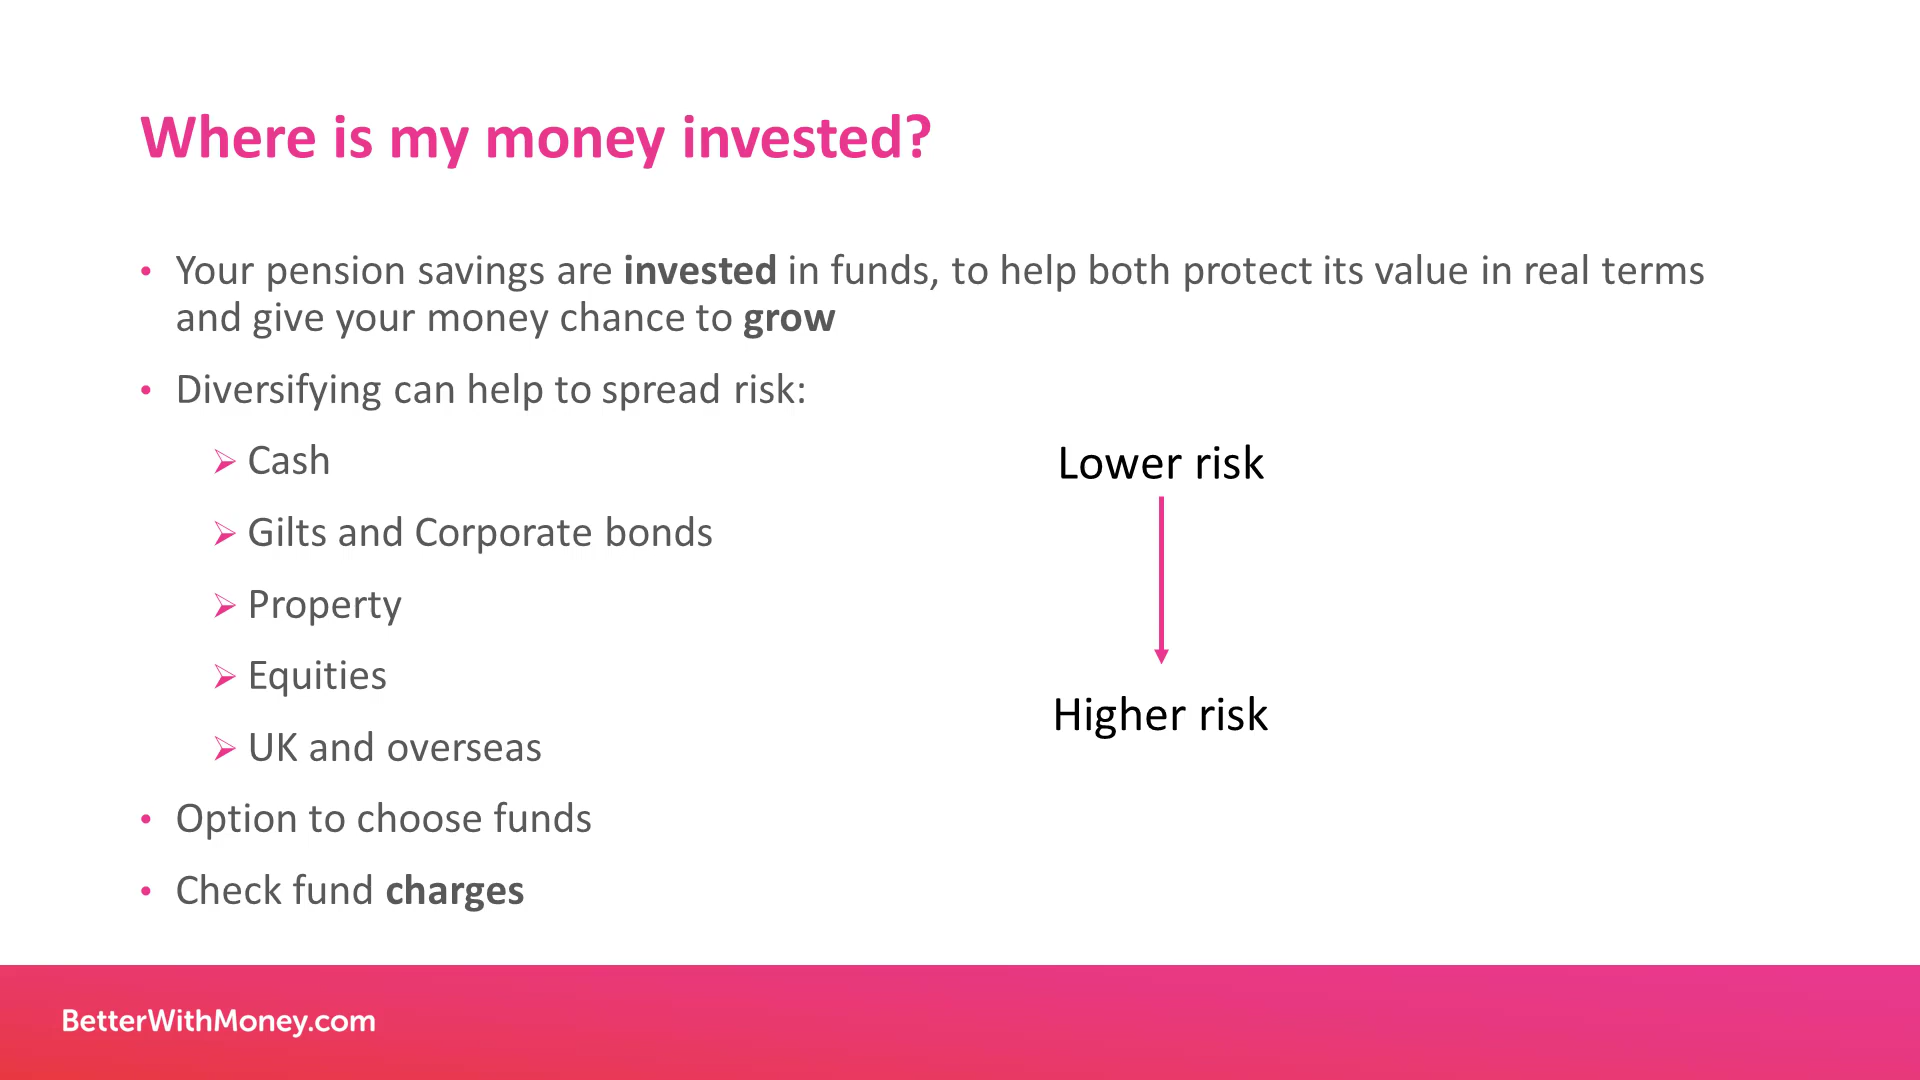 Where is my money invested?
• Your pension savings are invested in funds, to help both protect its value in real terms
and give your money chance to grow
• Diversifying can help to spread risk:
➢ Cash
Lower risk
➢ Gilts and Corporate bonds
➢ Property
➢ Equities
Higher risk
➢ UK and overseas
• Option to choose funds
• Check fund charges
BetterWithMoney.com